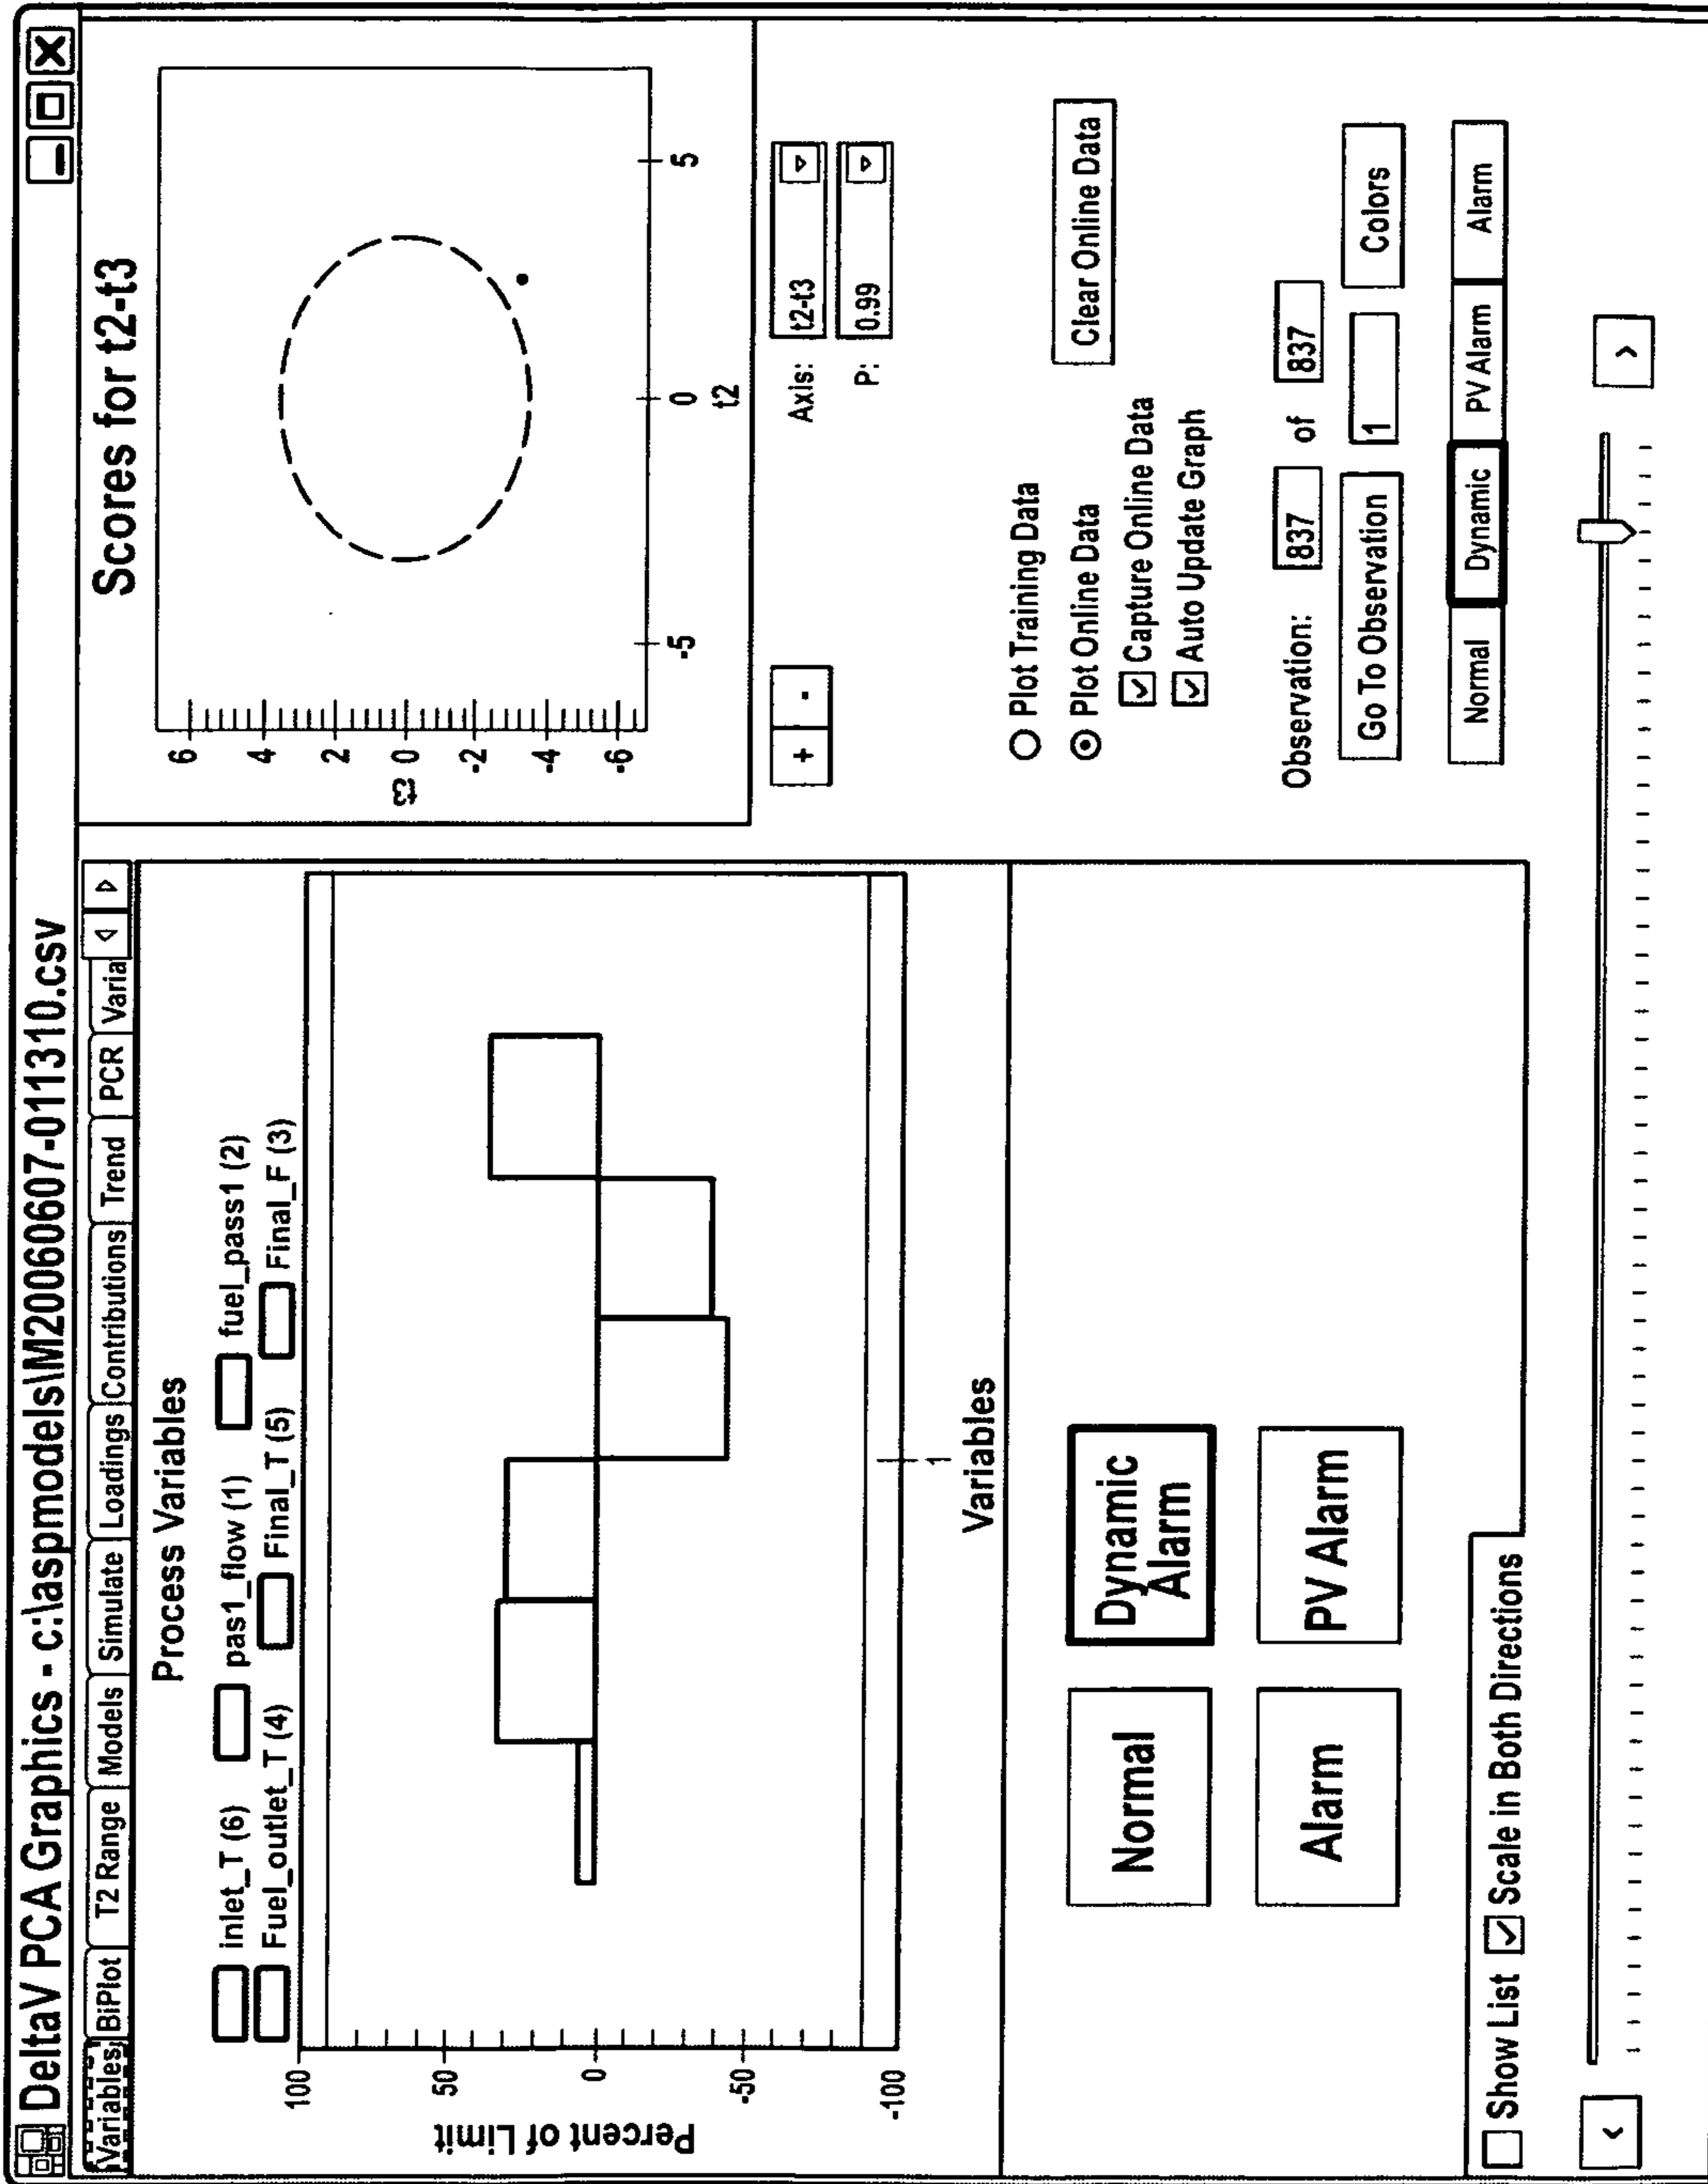 DeltaV PCA Graphics - c:\aspmodels\M2006067-011310.csv
Variables BiPlot T2 Range Models Simulate Loadings Contributions Trend PCR Varia
Process Variables
inlet_T (6) pas1_flow (1) fuel_pass1 (2)
Fuel_outlet_T (4) Final_T (5) Final_F (3)
100
50
0
-50
-100
Percent of Limit
1
Variables
Normal
Dynamic
Alarm
Alarm
PV Alarm
Show List Scale in Both Directions
Scores for t2-t3
6
4
2
0
-2
-4
-6
t3
-5 0 5
t2
+ -
Axis: t2-t3
P: 0.99
Plot Training Data
Plot Online Data
Clear Online Data
Capture Online Data
Auto Update Graph
Observation: 837 of 837
Go To Observation 1 Colors
Normal Dynamic PV Alarm Alarm
< >